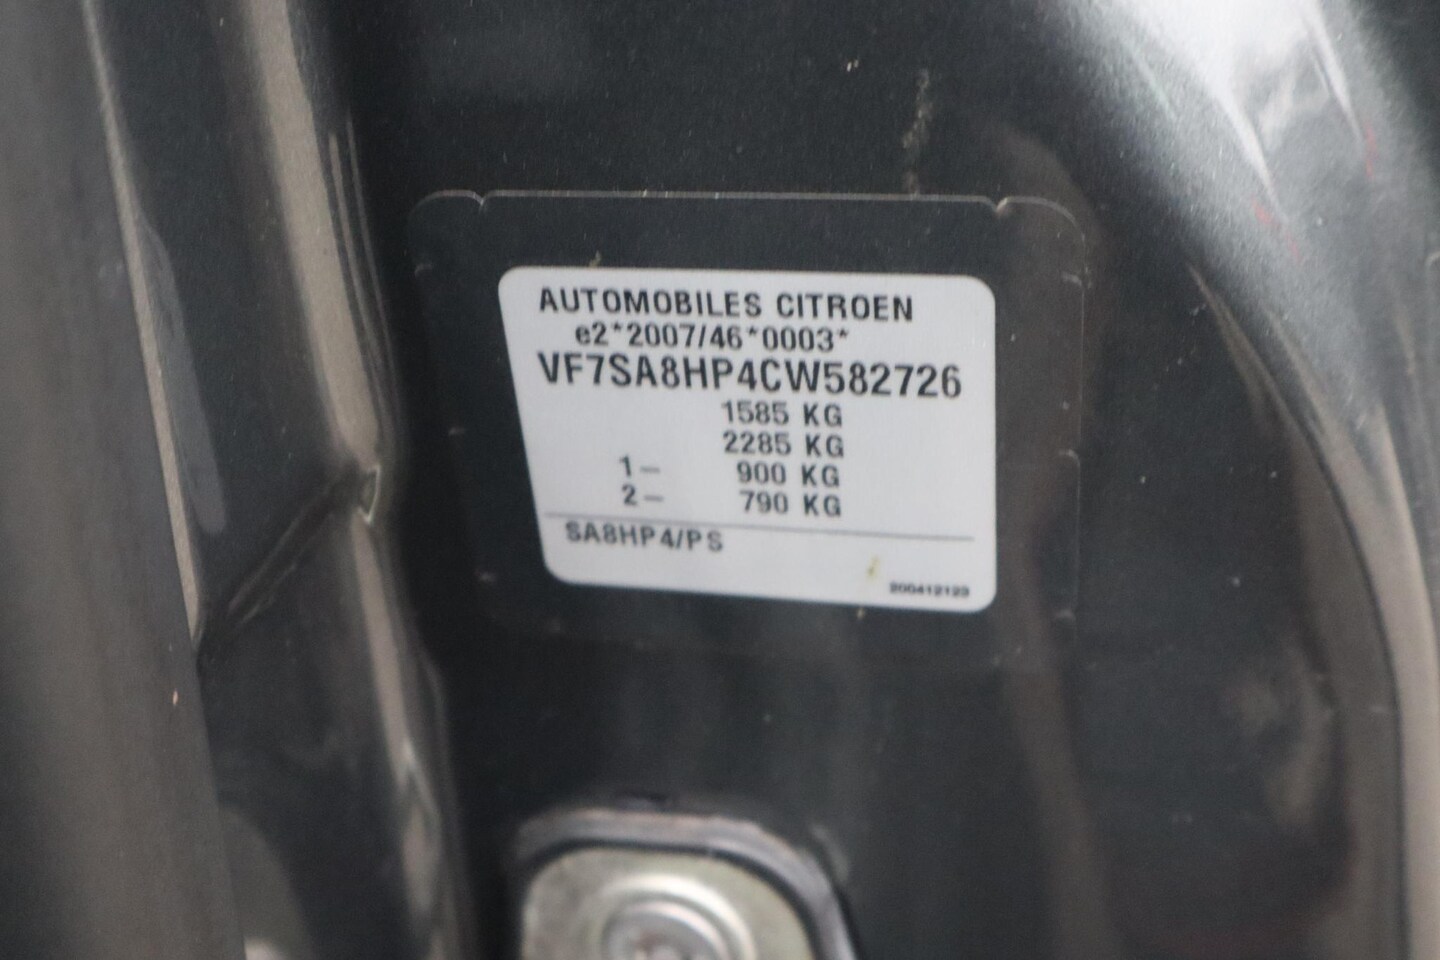 AUTOMOBILES CITROEN
e2*2007/46*0003*
VF7SA8HP4CW582726
1585 KG
2285 KG
1– 900 KG
2– 790 KG
SA8HP4/PS
200412123